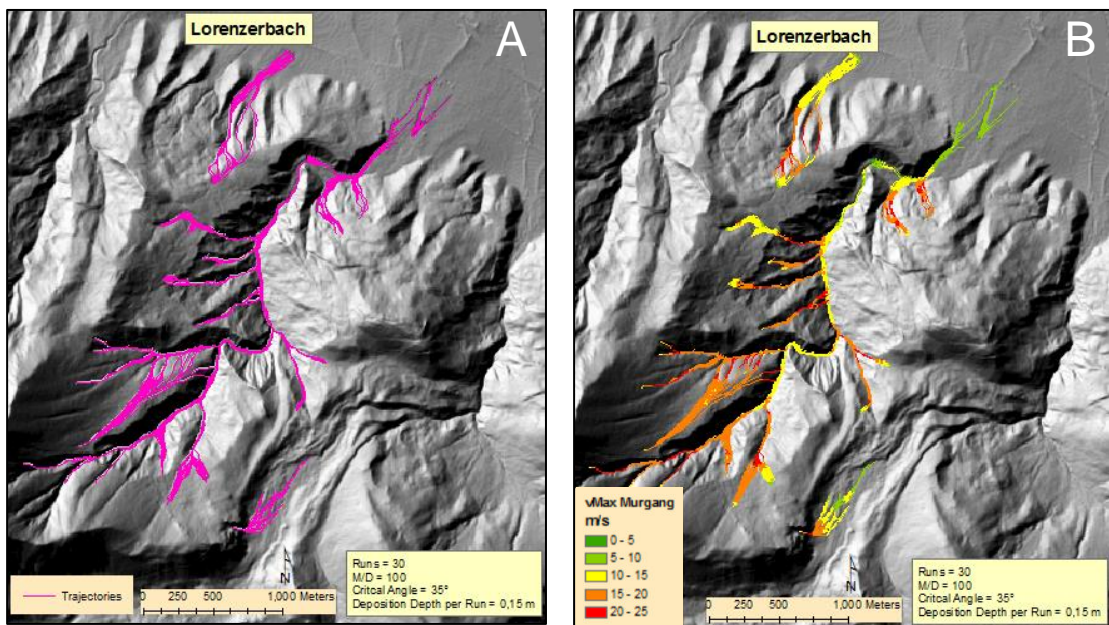 Lorenzerbach
A
N
Trajectories
0 250 500 1,000 Meters
Runs = 30
M/D = 100
Critcal Angle = 35°
Deposition Depth per Run = 0,15 m
Lorenzerbach
B
vMax Murgang
m/s
0 - 5
5 - 10
10 - 15
15 - 20
20 - 25
N
0 250 500 1,000 Meters
Runs = 30
M/D = 100
Critcal Angle = 35°
Deposition Depth per Run = 0,15 m